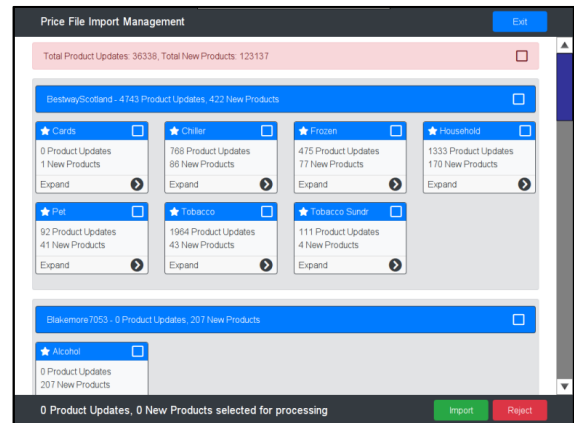 Price File Import Management
Exit
Total Product Updates: 36338, Total New Products: 123137
BestwayScotland - 4743 Product Updates, 422 New Products
Cards
0 Product Updates
1 New Products
Expand
Chiller
768 Product Updates
86 New Products
Expand
Frozen
475 Product Updates
77 New Products
Expand
Household
1333 Product Updates
170 New Products
Expand
Pet
92 Product Updates
41 New Products
Expand
Tobacco
1964 Product Updates
43 New Products
Expand
Tobacco Sundr
111 Product Updates
4 New Products
Expand
Blakemore7053 - 0 Product Updates, 207 New Products
Alcohol
0 Product Updates
207 New Products
0 Product Updates, 0 New Products selected for processing
Import
Reject